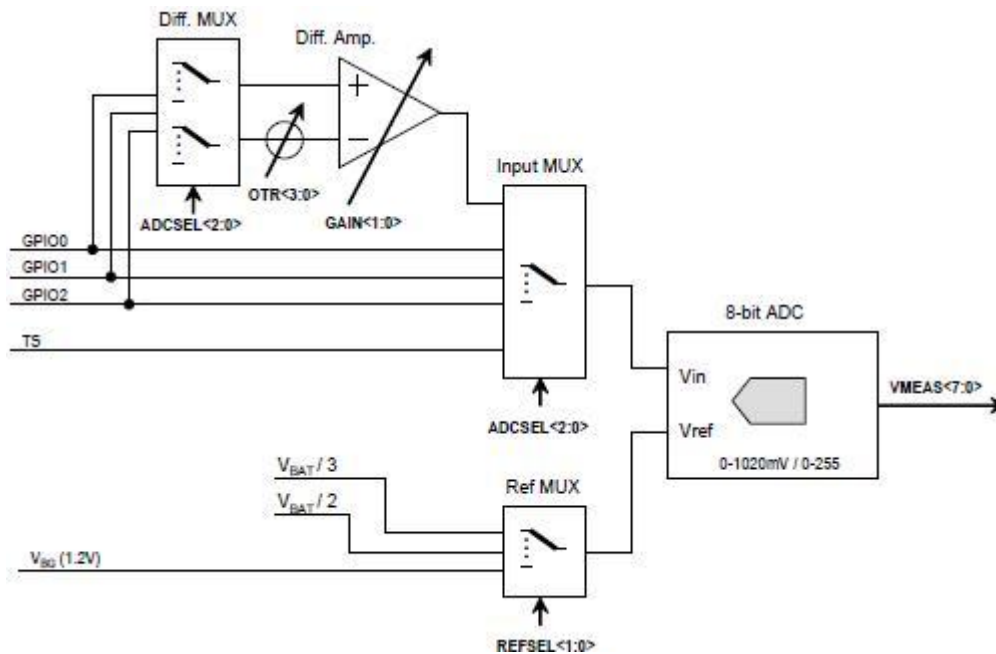 Diff. MUX
Diff. Amp.
+
−
OTR<3:0>
Input MUX
ADCSEL<2:0>
GAIN<1:0>
GPIO0
GPIO1
GPIO2
8-bit ADC
TS
Vin
VMEAS<7:0>
ADCSEL<2:0>
Vref
0-1020mV / 0-255
VBAT / 3
Ref MUX
VBAT / 2
VBG (1.2V)
REFSEL<1:0>